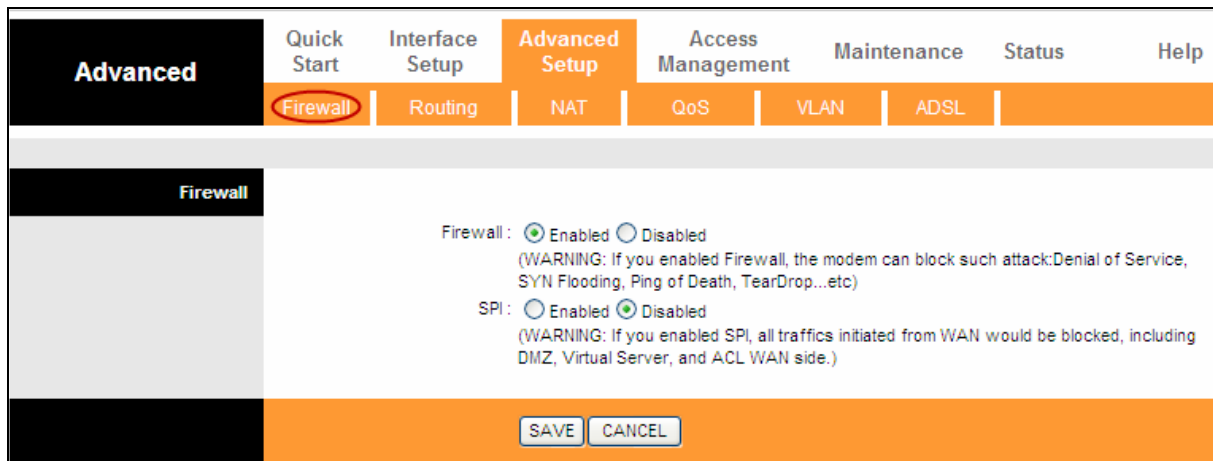 Advanced
Quick Start
Interface Setup
Advanced Setup
Access Management
Maintenance
Status
Help
Firewall
Routing
NAT
QoS
VLAN
ADSL
Firewall
Firewall : Enabled Disabled
(WARNING: If you enabled Firewall, the modem can block such attack:Denial of Service,
SYN Flooding, Ping of Death, TearDrop...etc)
SPI : Enabled Disabled
(WARNING: If you enabled SPI, all traffics initiated from WAN would be blocked, including
DMZ, Virtual Server, and ACL WAN side.)
SAVE CANCEL